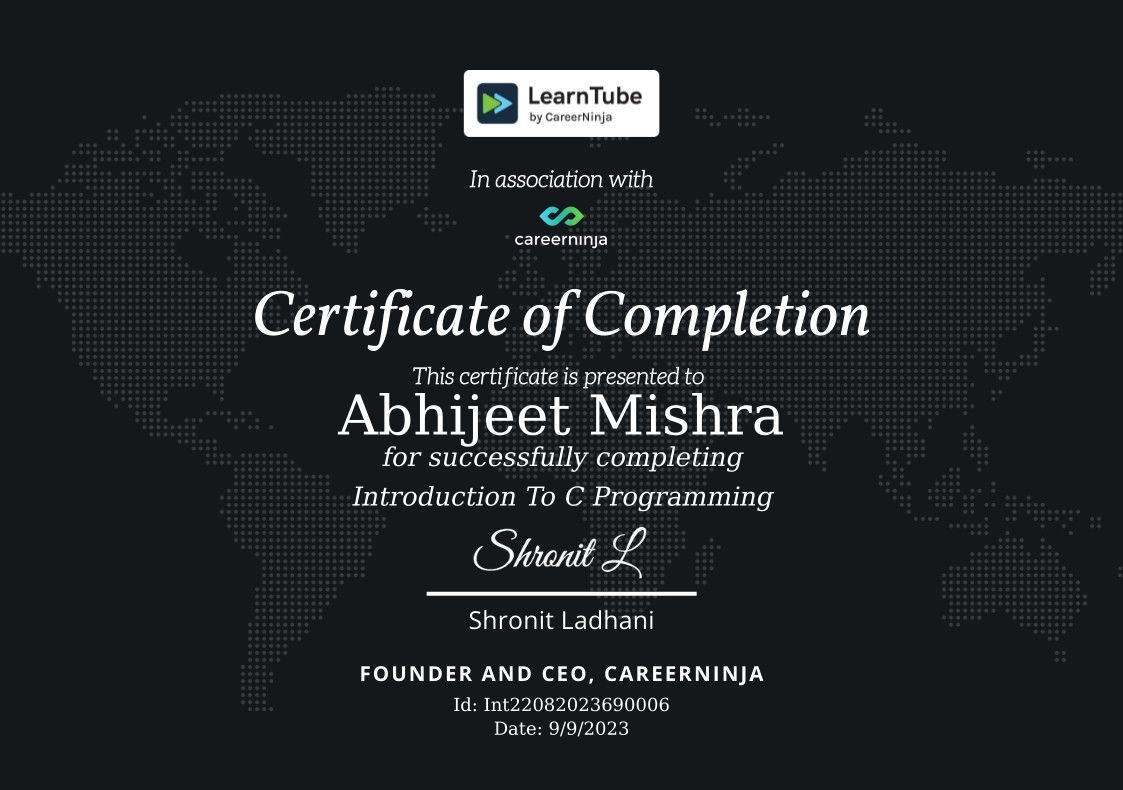 LearnTube
by CareerNinja
In association with
careerninja
Certificate of Completion
This certificate is presented to
Abhijeet Mishra
for successfully completing
Introduction To C Programming
Shronit L
Shronit Ladhani
FOUNDER AND CEO, CAREERNINJA
Id: Int22082023690006
Date: 9/9/2023